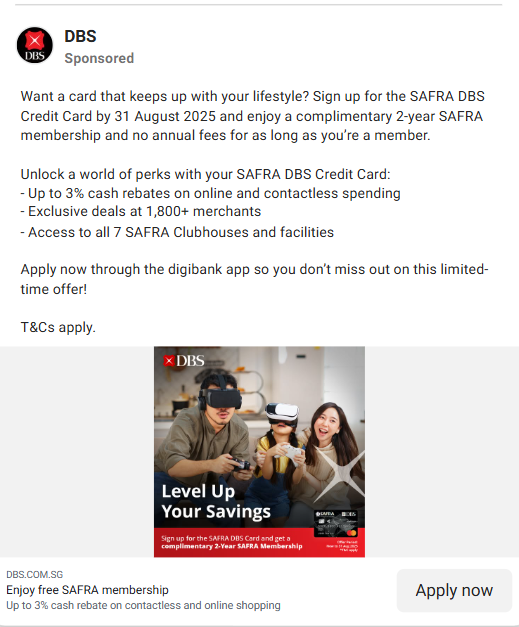 DBS
DBS
Sponsored
Want a card that keeps up with your lifestyle? Sign up for the SAFRA DBS
Credit Card by 31 August 2025 and enjoy a complimentary 2-year SAFRA
membership and no annual fees for as long as you’re a member.
Unlock a world of perks with your SAFRA DBS Credit Card:
- Up to 3% cash rebates on online and contactless spending
- Exclusive deals at 1,800+ merchants
- Access to all 7 SAFRA Clubhouses and facilities
Apply now through the digibank app so you don’t miss out on this limited-
time offer!
T&Cs apply.
DBS
Level Up
Your Savings
SAFRA DBS
Sign up for the SAFRA DBS Card and get a
complimentary 2-Year SAFRA Membership
DBS.COM.SG
Enjoy free SAFRA membership
Up to 3% cash rebate on contactless and online shopping
Apply now